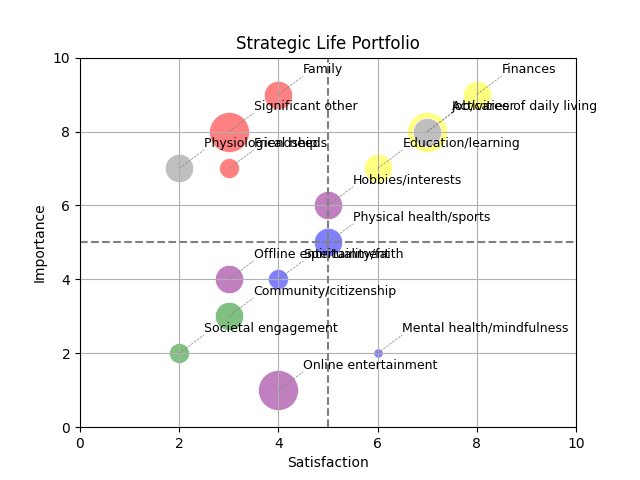 Strategic Life Portfolio
Family
Finances
Significant other
Job/career
Activities of daily living
Physiological needs
Friendship
Education/learning
Hobbies/interests
Physical health/sports
Offline entertainment
Spirituality/faith
Community/citizenship
Societal engagement
Mental health/mindfulness
Online entertainment
10
8
6
4
2
0
Importance
0 2 4 6 8 10
Satisfaction